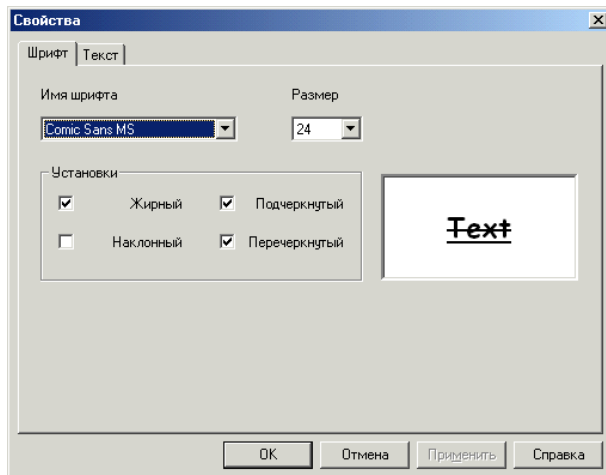 Свойства
Шрифт Текст
Имя шрифта Размер
Comic Sans MS 24
Установки
Жирный Подчеркнутый
Наклонный Перечеркнутый
Text
OK Отмена Применить Справка